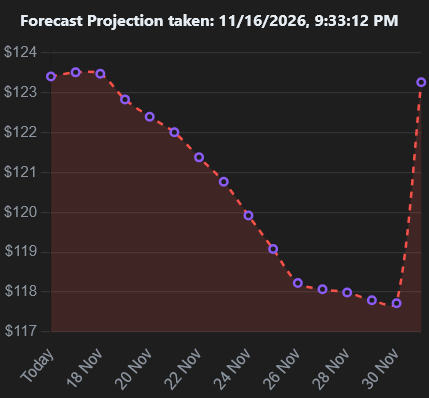 Forecast Projection taken: 11/16/2026, 9:33:12 PM
$124
$123
$122
$121
$120
$119
$118
$117
Today
18 Nov
20 Nov
22 Nov
24 Nov
26 Nov
28 Nov
30 Nov